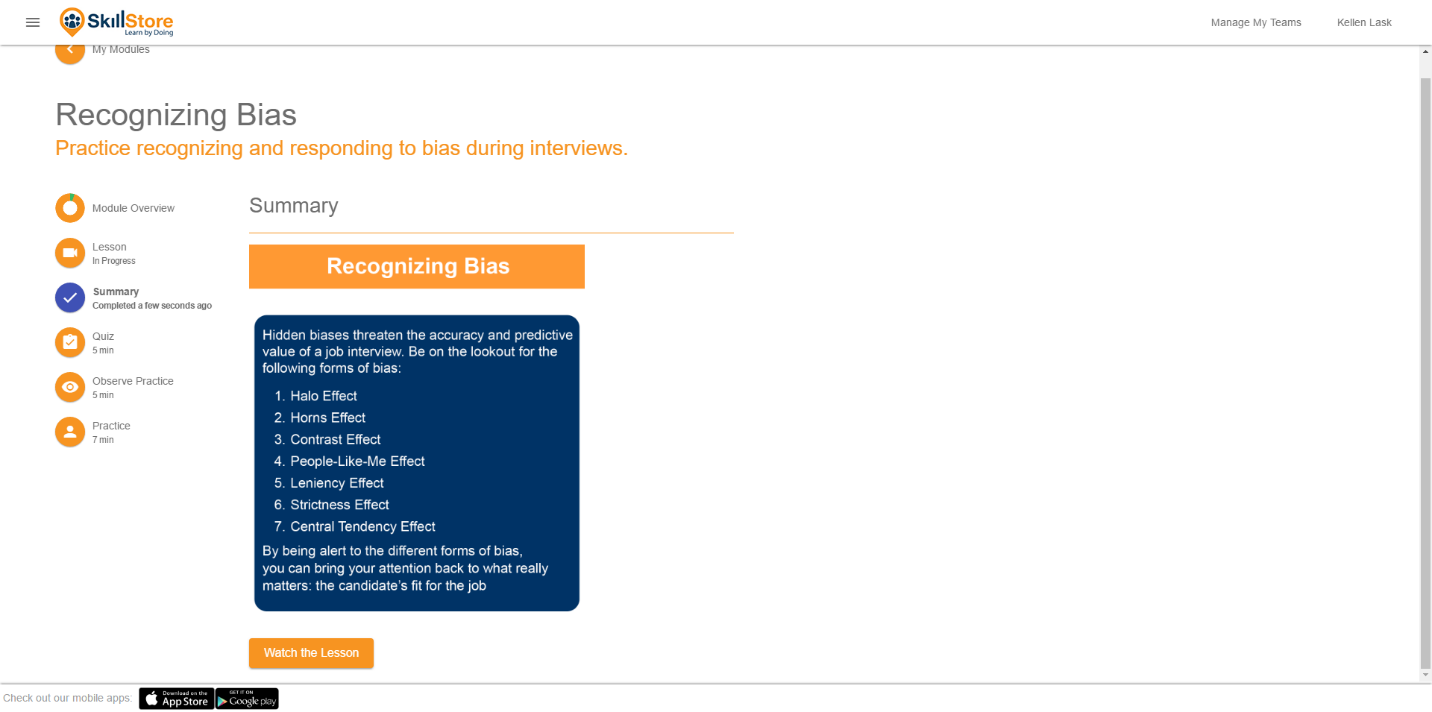 SkillStore
Learn by Doing
Manage My Teams
Kellen Lask
My Modules
Recognizing Bias
Practice recognizing and responding to bias during interviews.
Module Overview
Lesson
In Progress
Summary
Completed a few seconds ago
Quiz
5 min
Observe Practice
5 min
Practice
7 min
Summary
Recognizing Bias
Hidden biases threaten the accuracy and predictive
value of a job interview. Be on the lookout for the
following forms of bias:
1. Halo Effect
2. Horns Effect
3. Contrast Effect
4. People-Like-Me Effect
5. Leniency Effect
6. Strictness Effect
7. Central Tendency Effect
By being alert to the different forms of bias,
you can bring your attention back to what really
matters: the candidate's fit for the job
Watch the Lesson
Check out our mobile apps:
Download on the
App Store
GET IT ON
Google play